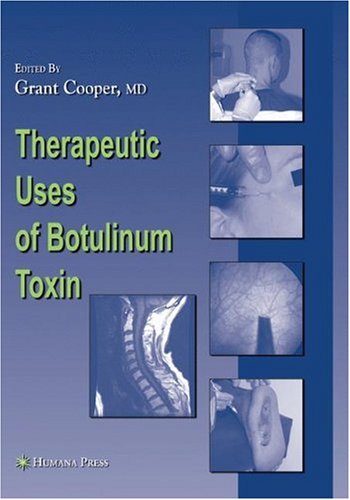 EDITED BY
Grant Cooper, MD
Therapeutic
Uses
of Botulinum
Toxin
HUMANA PRESS